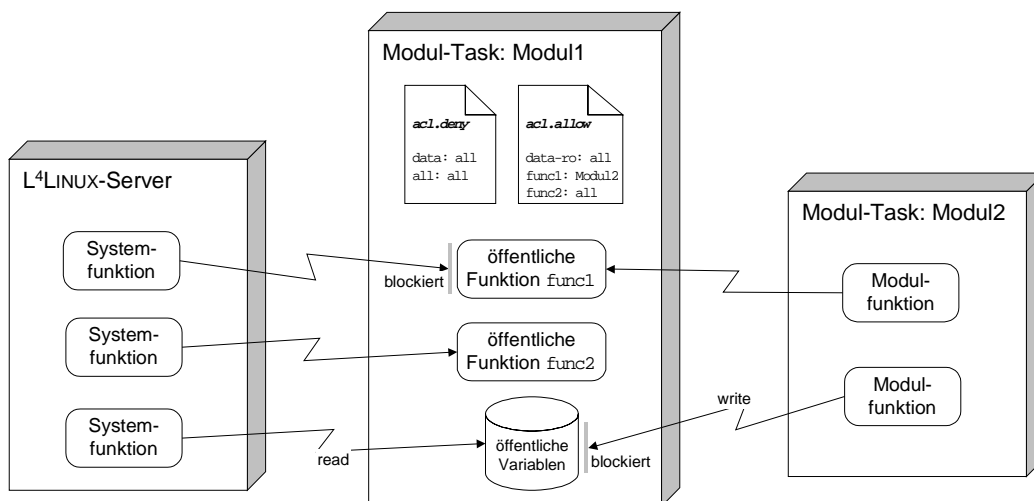 Modul-Task: Modul1
acl.deny
data: all
all: all
acl.allow
data-ro: all
func1: Modul2
func2: all
L⁴LINUX-Server
System-
funktion
System-
funktion
System-
funktion
blockiert
öffentliche
Funktion func1
öffentliche
Funktion func2
read
öffentliche
Variablen
blockiert
write
Modul-Task: Modul2
Modul-
funktion
Modul-
funktion